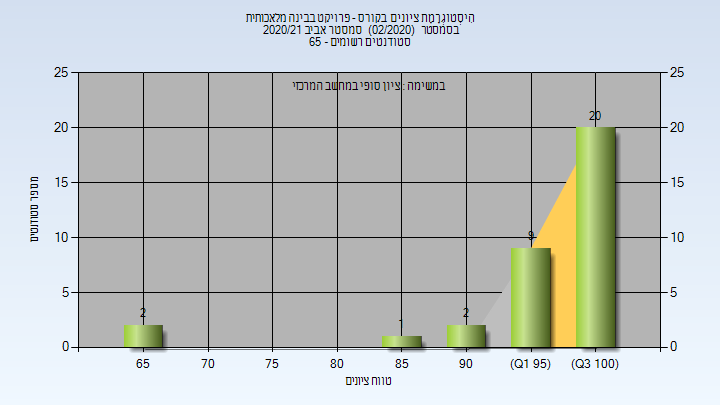 היסטוגרמת ציונים בקורס - פרויקט בבינה מלאכותית
בסמסטר (02/2020) סמסטר אביב 2020/21
סטודנטים רשומים - 65
במשימה : ציון סופי במחשב המרכזי
25 25
20 20
15 15
10 10
5 5
0 0
2 1 2 9 20
מספר סטודנטים
65 70 75 80 85 90 (Q1 95) (Q3 100)
טווח ציונים